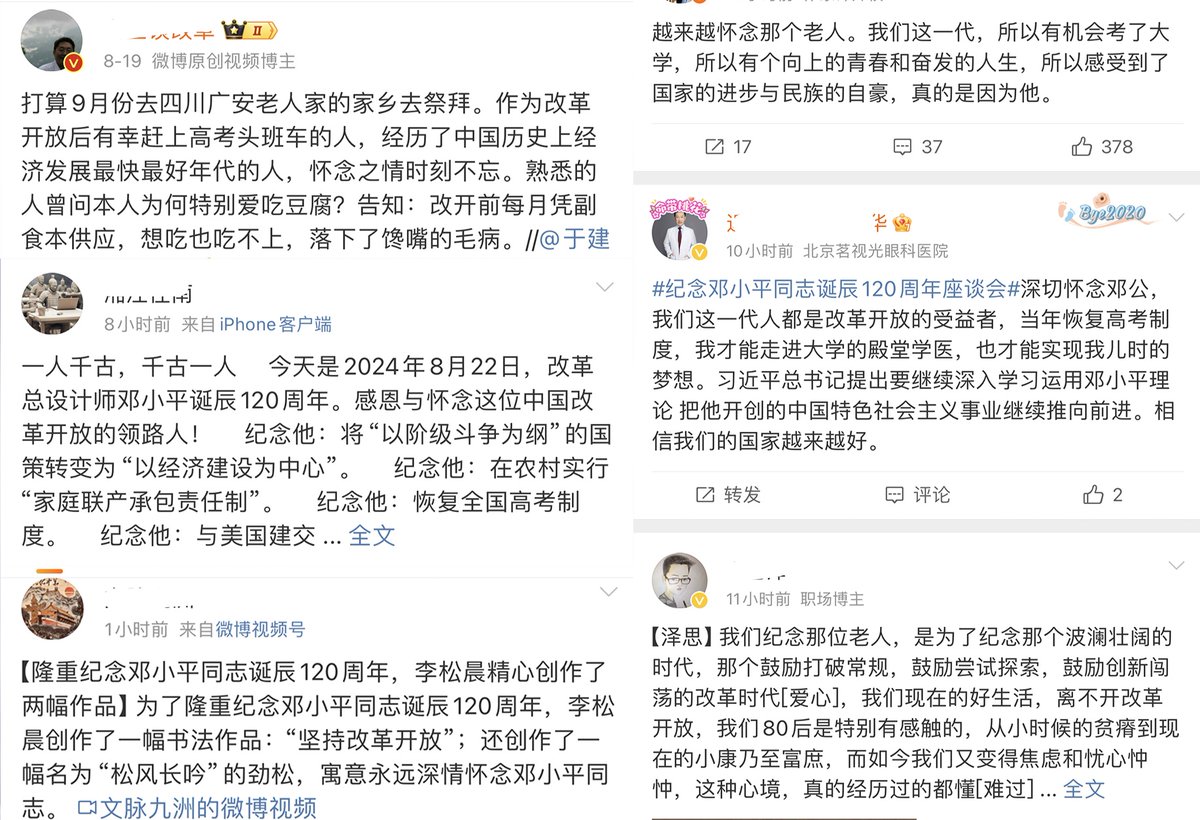 8-19 微博原创视频博主
打算9月份去四川广安老人家的家乡去祭拜。作为改革
开放后有幸赶上高考头班车的人，经历了中国历史上经
济发展最快最好年代的人，怀念之情时刻不忘。熟悉的
人曾问本人为何特别爱吃豆腐？告知：改开前每月凭副
食本供应，想吃也吃不上，落下了馋嘴的毛病。//@于建
8小时前 来自 iPhone客户端
一人千古，千古一人 今天是2024年8月22日，改革
总设计师邓小平诞辰120周年。感恩与怀念这位中国改
革开放的领路人！ 纪念他：将“以阶级斗争为纲”的国
策转变为“以经济建设为中心”。 纪念他：在农村实行
“家庭联产承包责任制”。 纪念他：恢复全国高考制
度。 纪念他：与美国建交 ... 全文
1小时前 来自 微博视频号
【隆重纪念邓小平同志诞辰120周年，李松晨精心创作了
两幅作品】为了隆重纪念邓小平同志诞辰120周年，李松
晨创作了一幅书法作品：“坚持改革开放”；还创作了一
幅名为“松风长吟”的劲松，寓意永远深情怀念邓小平同
志。 文脉九洲的微博视频
越来越怀念那个老人。我们这一代，所以有机会考了大
学，所以有个向上的青春和奋发的人生，所以感受到了
国家的进步与民族的自豪，真的是因为他。
17 37 378
Bye2020
10小时前 北京茗视光眼科医院
#纪念邓小平同志诞辰120周年座谈会#深切怀念邓公，
我们这一代人都是改革开放的受益者，当年恢复高考制
度，我才能走进大学的殿堂学医，也才能实现我儿时的
梦想。习近平总书记提出要继续深入学习运用邓小平理
论 把他开创的中国特色社会主义事业继续推向前进。相
信我们的国家越来越好。
转发 评论 2
11小时前 职场博主
【泽思】我们纪念那位老人，是为了纪念那个波澜壮阔的
时代，那个鼓励打破常规，鼓励尝试探索，鼓励创新闯
荡的改革时代[爱心]，我们现在的好生活，离不开改革
开放，我们80后是特别有感触的，从小时候的贫瘠到现
在的小康乃至富庶，而如今我们又变得焦虑和忧心忡
忡，这种心境，真的经历过的都懂[难过] ... 全文